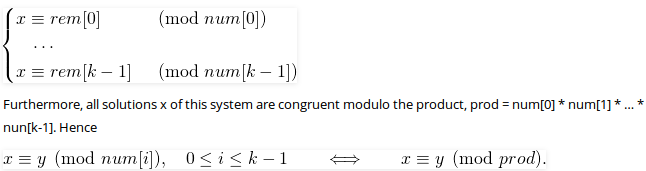 x ≡ rem[0] (mod num[0])
...
x ≡ rem[k − 1] (mod num[k − 1])
Furthermore, all solutions x of this system are congruent modulo the product, prod = num[0] * num[1] * ... *
nun[k-1]. Hence
x ≡ y (mod num[i]), 0 ≤ i ≤ k − 1 ⟺ x ≡ y (mod prod).